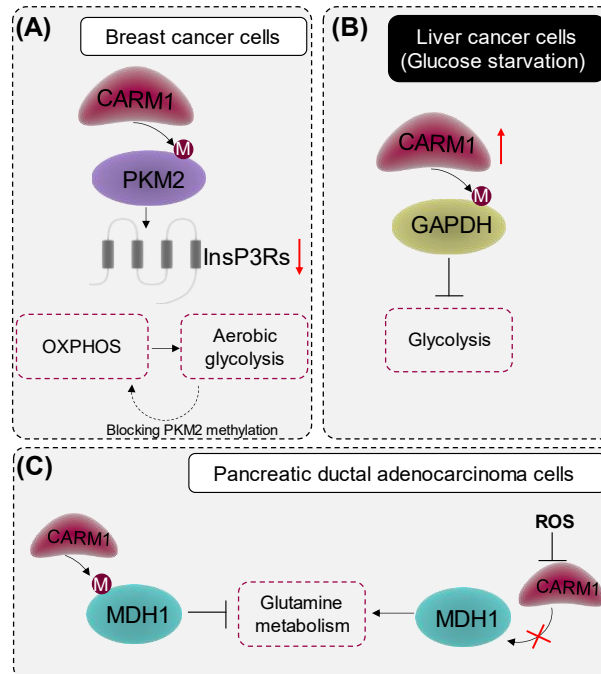 (A)
Breast cancer cells
CARM1
M
PKM2
InsP3Rs
OXPHOS
Aerobic
glycolysis
Blocking PKM2 methylation
(B)
Liver cancer cells
(Glucose starvation)
CARM1
M
GAPDH
Glycolysis
(C)
Pancreatic ductal adenocarcinoma cells
CARM1
M
MDH1
Glutamine
metabolism
ROS
CARM1
MDH1